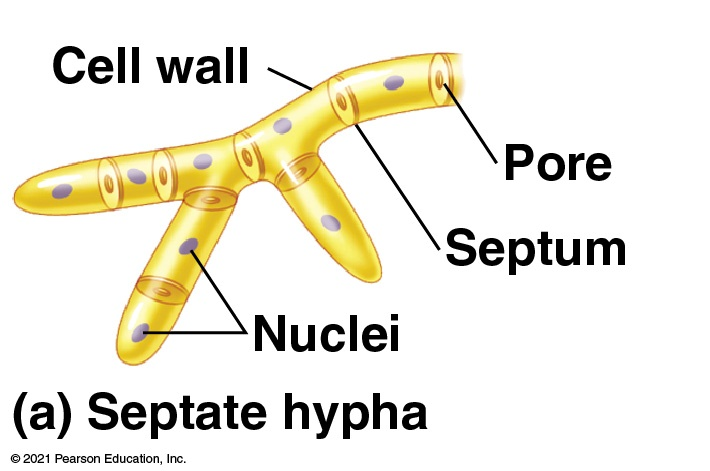 Cell wall
Pore
Septum
Nuclei
(a) Septate hypha
© 2021 Pearson Education, Inc.